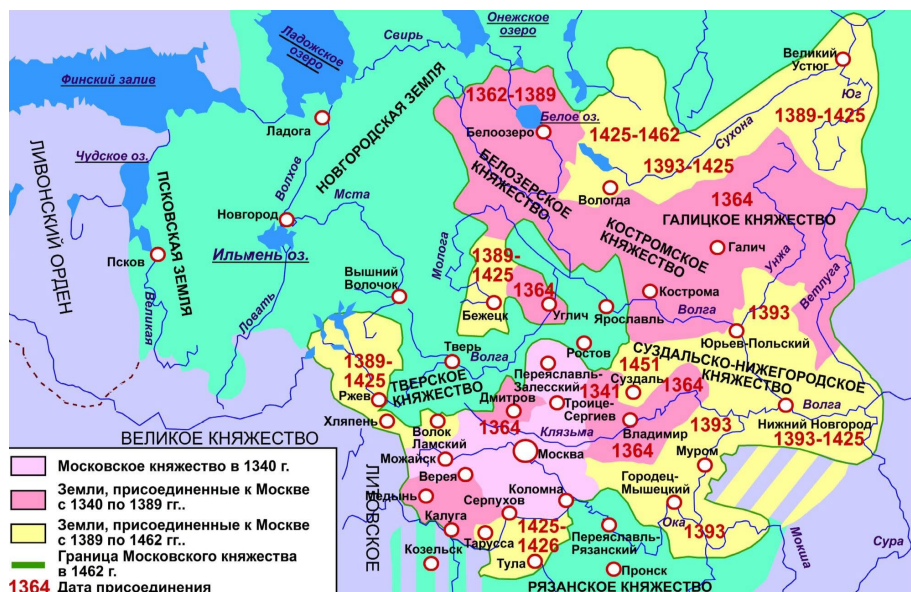 Онежское
озеро
Ладожское
озеро
Свирь
Финский залив
Великий
Устюг
Юг
1362-1389
Белое оз.
1389-1425
Ладога
Белоозеро
1425-1462
Сухона
НОВГОРОДСКАЯ ЗЕМЛЯ
Чудское оз.
Волхов
1393-1425
БЕЛОЗЕРСКОЕ
КНЯЖЕСТВО
Вологда
1364
ЛИВОНСКИЙ ОРДЕН
ПСКОВСКАЯ ЗЕМЛЯ
Мста
Новгород
ГАЛИЦКОЕ КНЯЖЕСТВО
КОСТРОМСКОЕ
КНЯЖЕСТВО
Галич
Ильмень оз.
Псков
Молога
1389-
1425
Унжа
Ветлуга
Вышний
Волочок
Великая
Ловать
1364
Кострома
Бежецк
Углич
Ярославль
Волга
1393
Юрьев-Польский
Тверь
Волга
Ростов
СУЗДАЛЬСКО-НИЖЕГОРОДСКОЕ
КНЯЖЕСТВО
1389-
1425
ТВЕРСКОЕ
КНЯЖЕСТВО
Переяславль-
Залесский
1451
Суздаль
1341
1364
Ржев
Дмитров
Троице-
Сергиев
Волга
Хляпень
1364
Клязьма
Владимир
1393
Нижний Новгород
1393-1425
ВЕЛИКОЕ КНЯЖЕСТВО
Волок
Ламский
Можайск
Москва
1364
Муром
ЛИТОВСКОЕ
Верея
Городец-
Мышецкий
Медынь
Серпухов
Коломна
Калуга
1425-
1426
Ока
1393
Мокша
Сура
Таруса
Переяславль-
Рязанский
Козельск
Тула
Пронск
РЯЗАНСКОЕ КНЯЖЕСТВО
Московское княжество в 1340 г.
Земли, присоединенные к Москве
с 1340 по 1389 гг..
Земли, присоединенные к Москве
с 1389 по 1462 гг..
Граница Московского княжества
в 1462 г.
1364 Дата присоединения